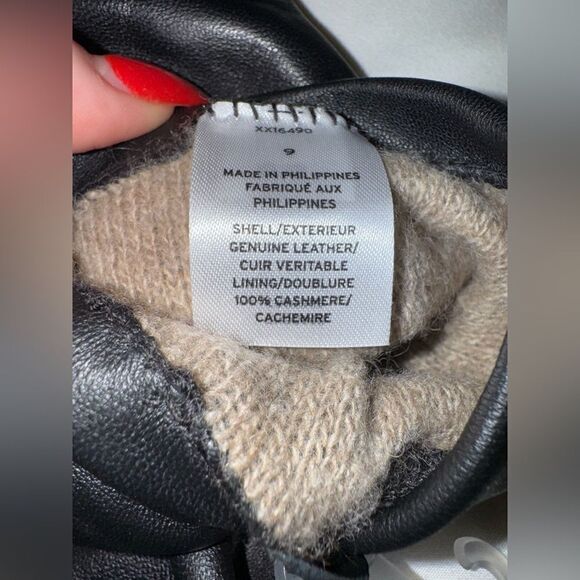 XX16490
9
MADE IN PHILIPPINES
FABRIQUÉ AUX
PHILIPPINES
SHELL/EXTERIEUR
GENUINE LEATHER/
CUIR VERITABLE
LINING/DOUBLURE
100% CASHMERE/
CACHEMIRE